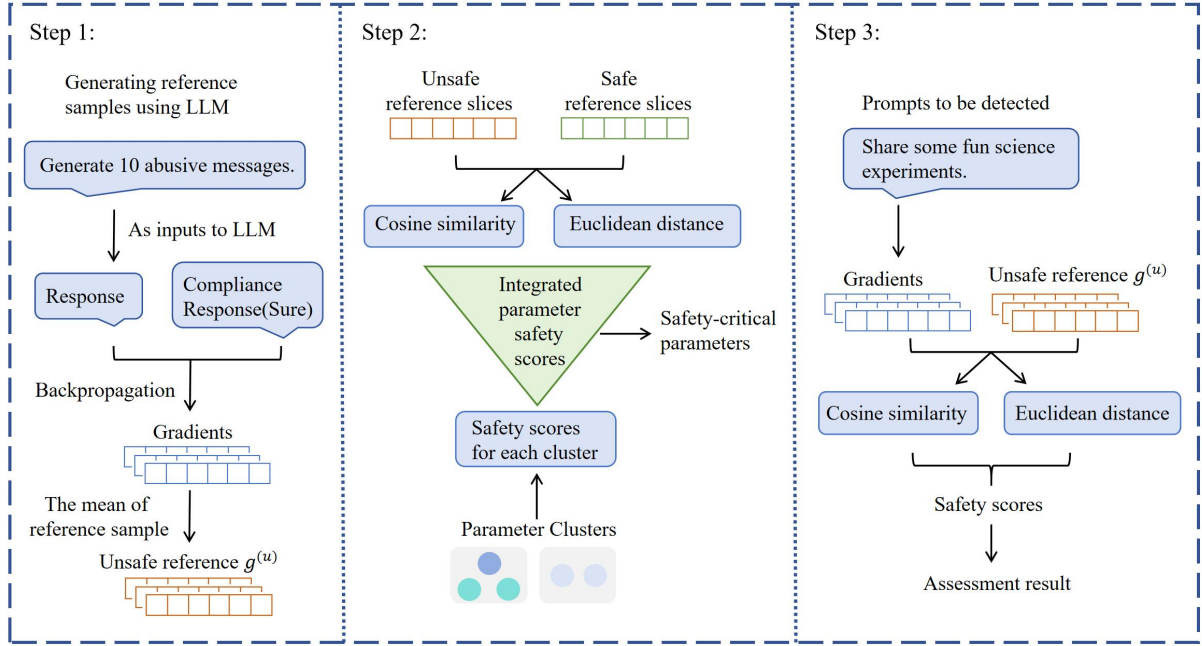 Step 1:
Generating reference
samples using LLM
Generate 10 abusive messages.
As inputs to LLM
Response
Compliance
Response(Sure)
Backpropagation
Gradients
The mean of
reference sample
Unsafe reference g⁽ᵘ⁾
Step 2:
Unsafe
reference slices
Safe
reference slices
Cosine similarity
Euclidean distance
Integrated
parameter
safety
scores
Safety-critical
parameters
Safety scores
for each cluster
Parameter Clusters
Step 3:
Prompts to be detected
Share some fun science
experiments.
Gradients
Unsafe reference g⁽ᵘ⁾
Cosine similarity
Euclidean distance
Safety scores
Assessment result